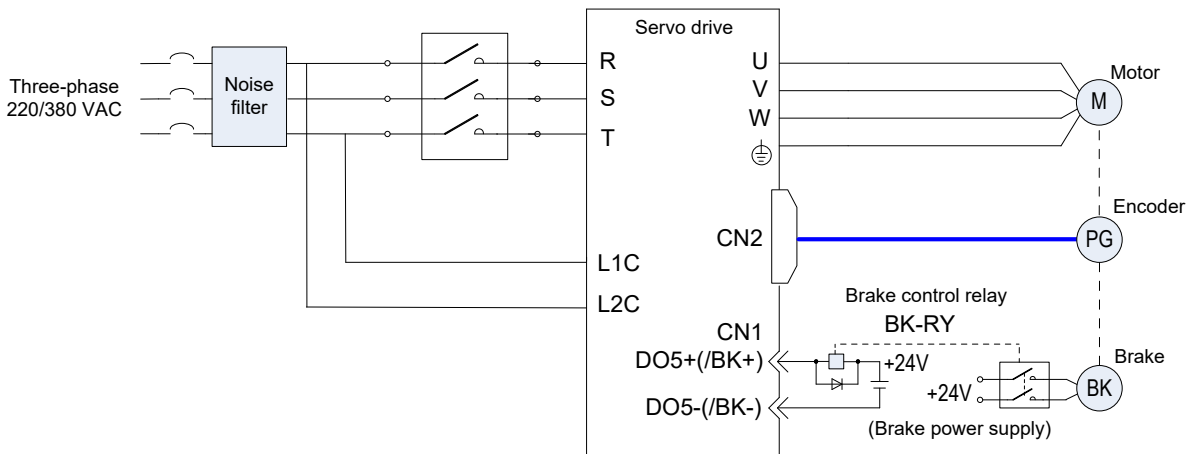 Servo drive
Three-phase
220/380 VAC
Noise
filter
R
S
T
L1C
L2C
U
V
W
Motor
M
CN2
Encoder
PG
CN1
DO5+(/BK+)
DO5-(/BK-)
Brake control relay
BK-RY
+24V
+24V
(Brake power supply)
Brake
BK